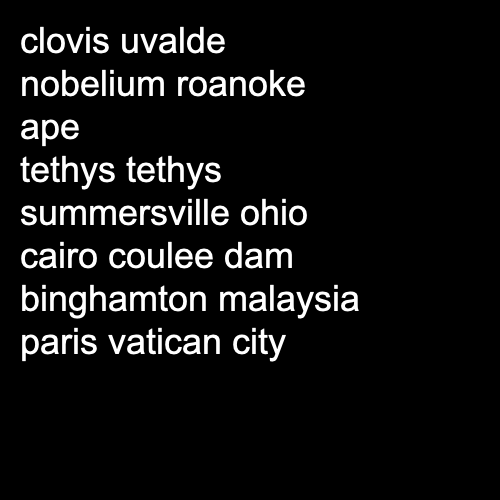 clovis uvalde
nobelium roanoke
ape
tethys tethys
summersville ohio
cairo coulee dam
binghamton malaysia
paris vatican city